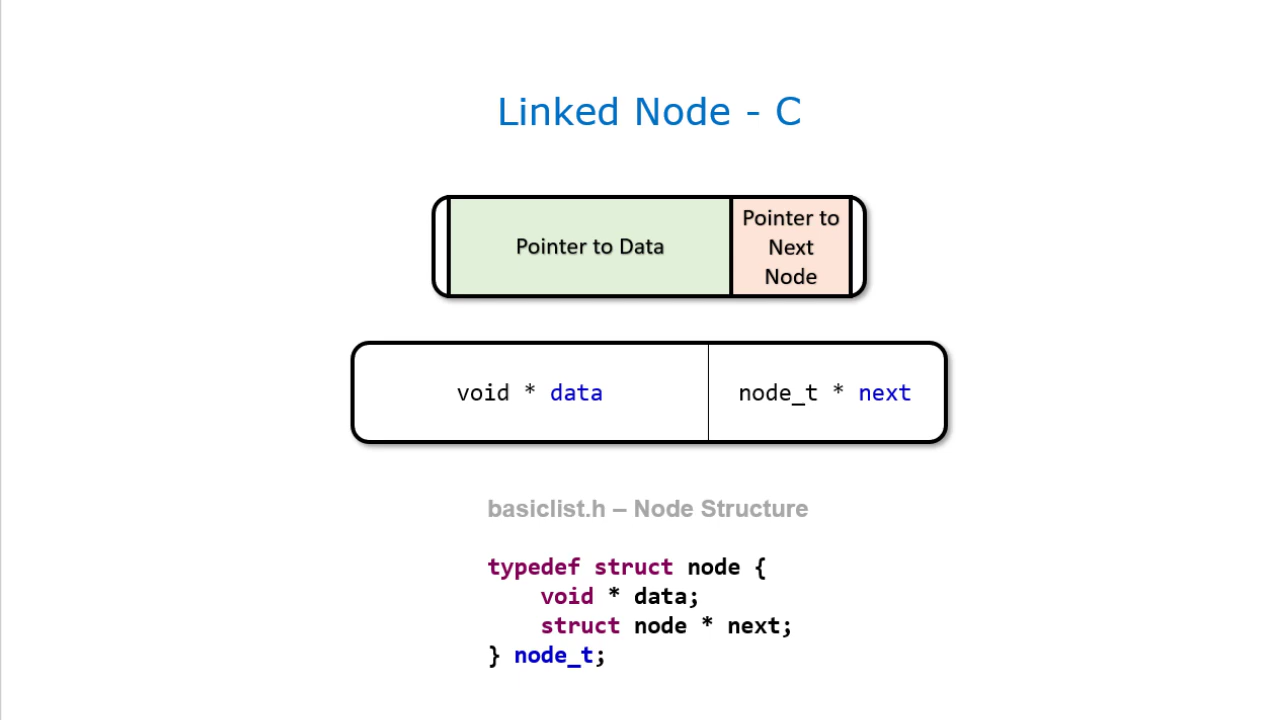 Linked Node - C
Pointer to Data
Pointer to
Next
Node
void * data
node_t * next
basiclist.h – Node Structure
typedef struct node {
    void * data;
    struct node * next;
} node_t;